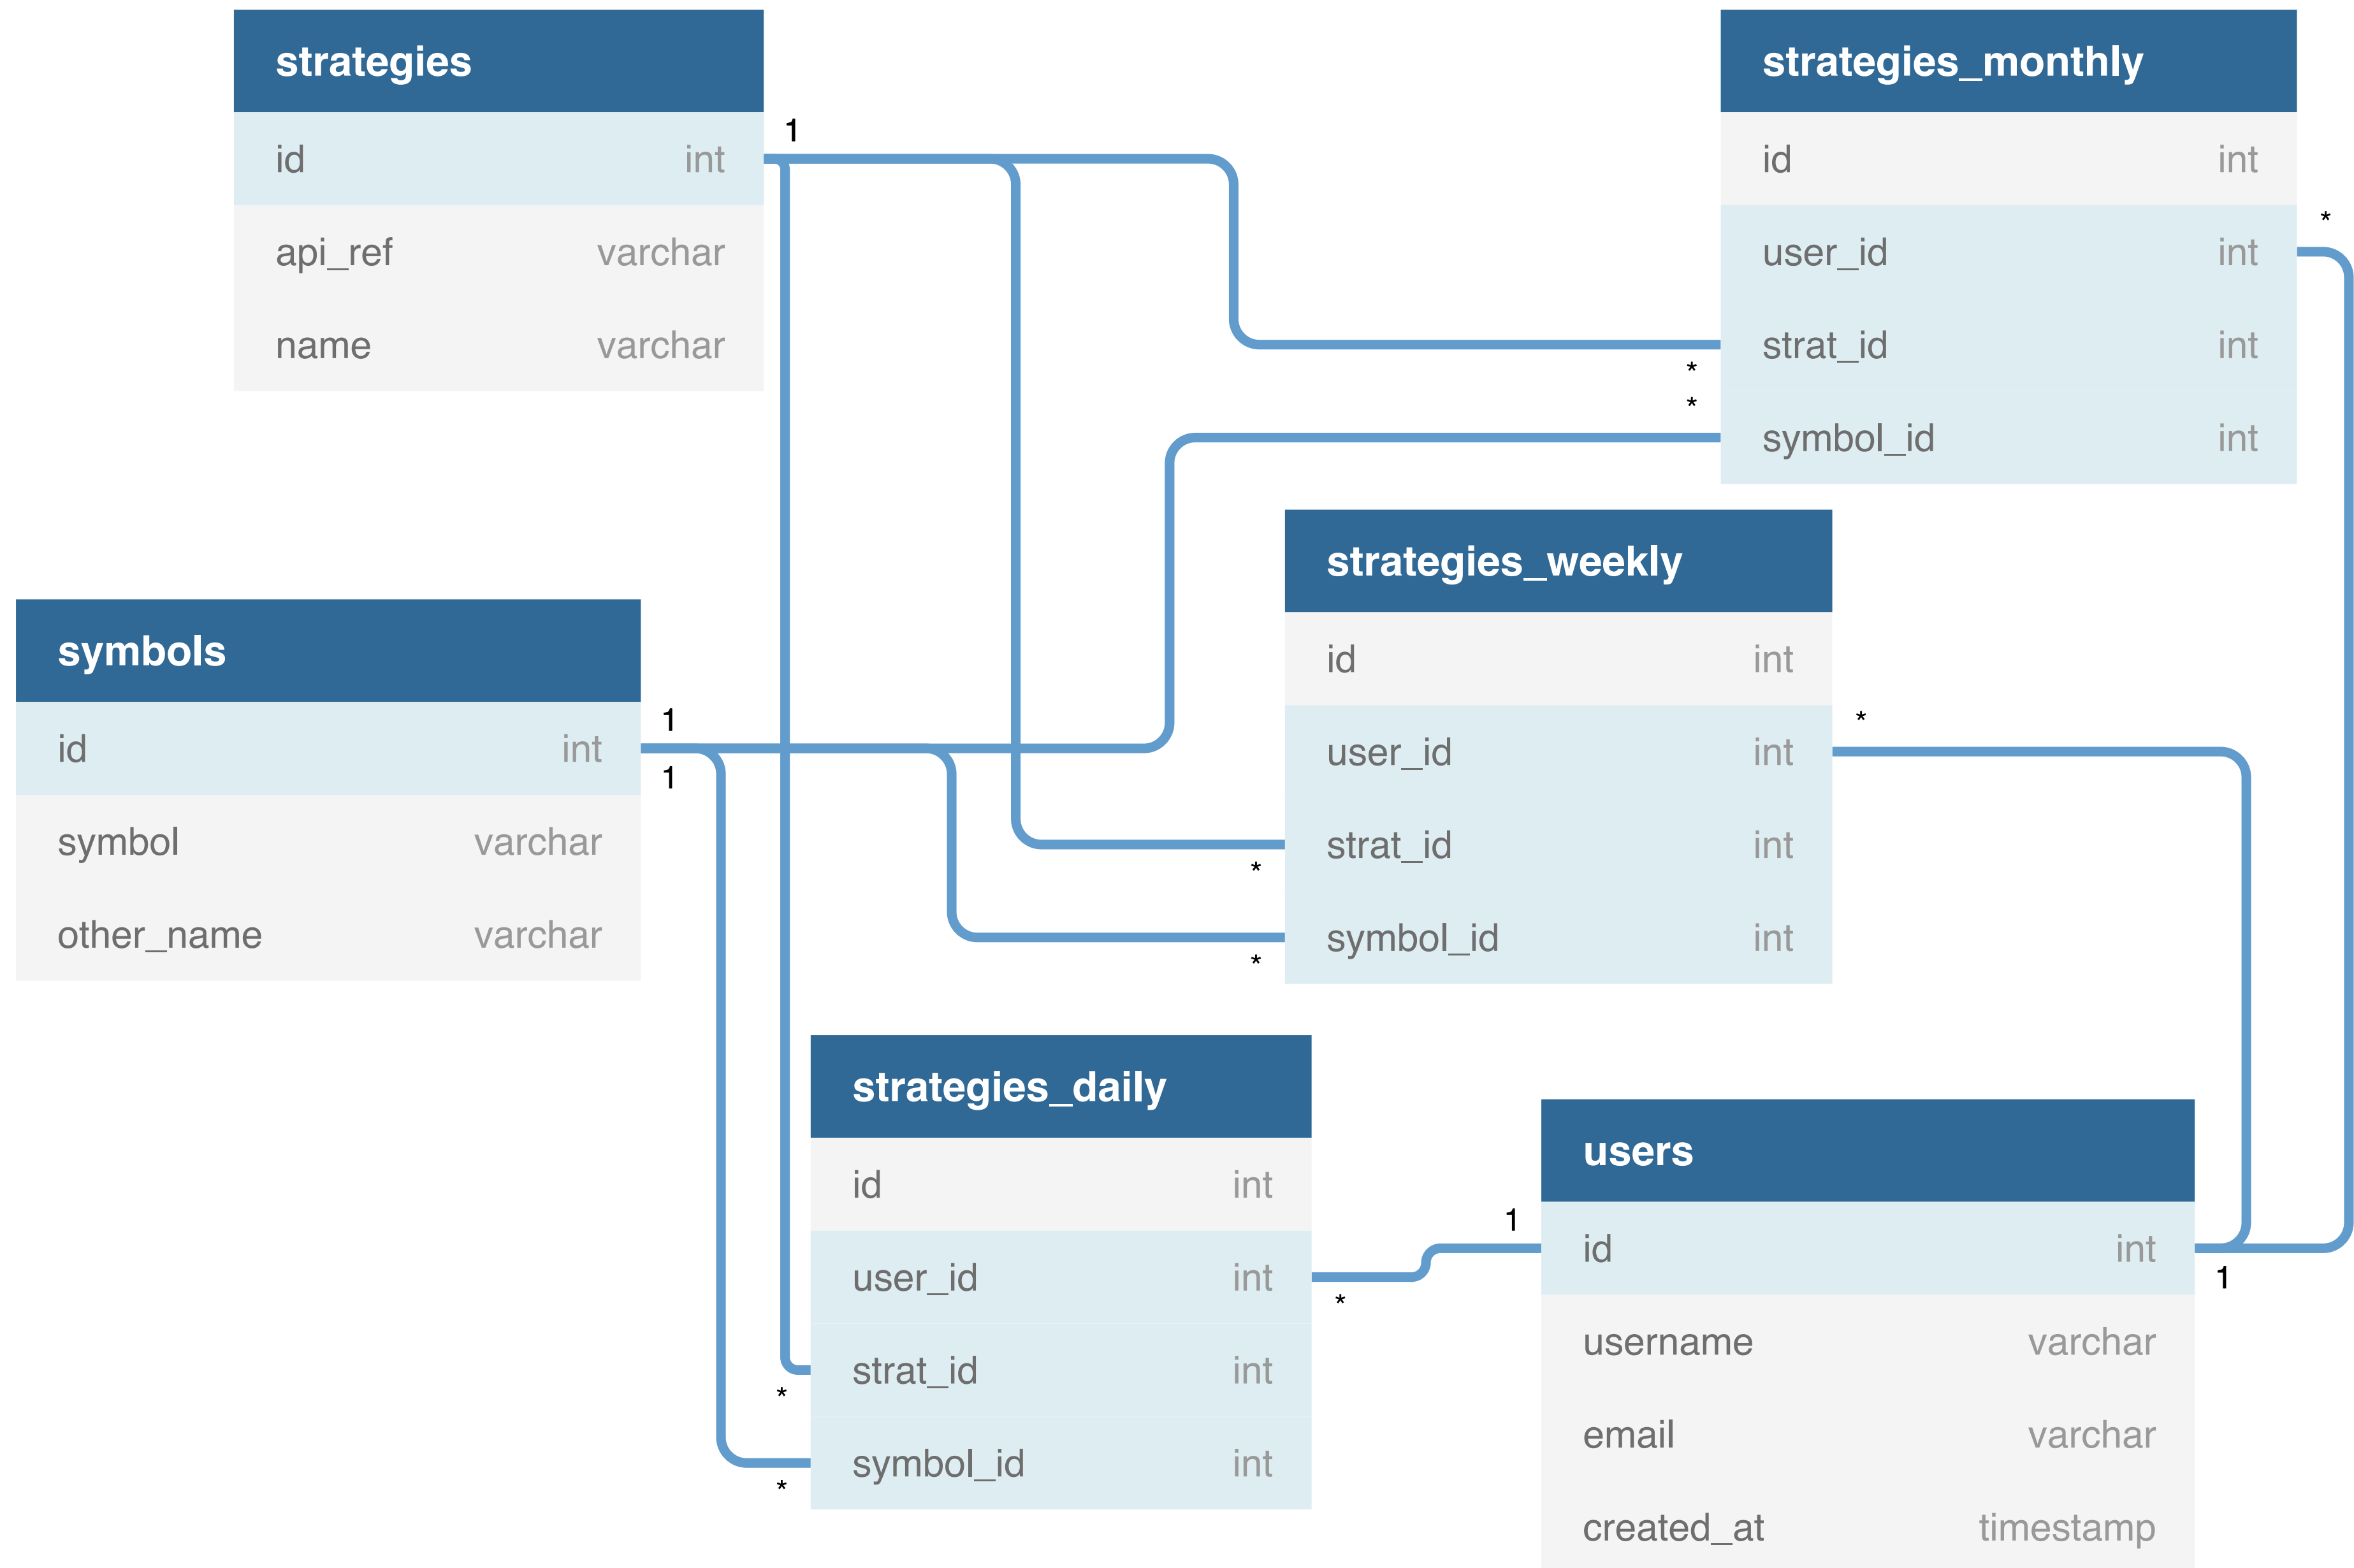 strategies
1
id int
api_ref varchar
name varchar
strategies_monthly
id int
*
user_id int
strat_id int
*
*
symbol_id int
symbols
1
id int
1
symbol varchar
other_name varchar
strategies_weekly
id int
*
user_id int
strat_id int
*
symbol_id int
*
strategies_daily
id int
user_id int
*
strat_id int
*
symbol_id int
*
users
1
id int
1
username varchar
email varchar
created_at timestamp